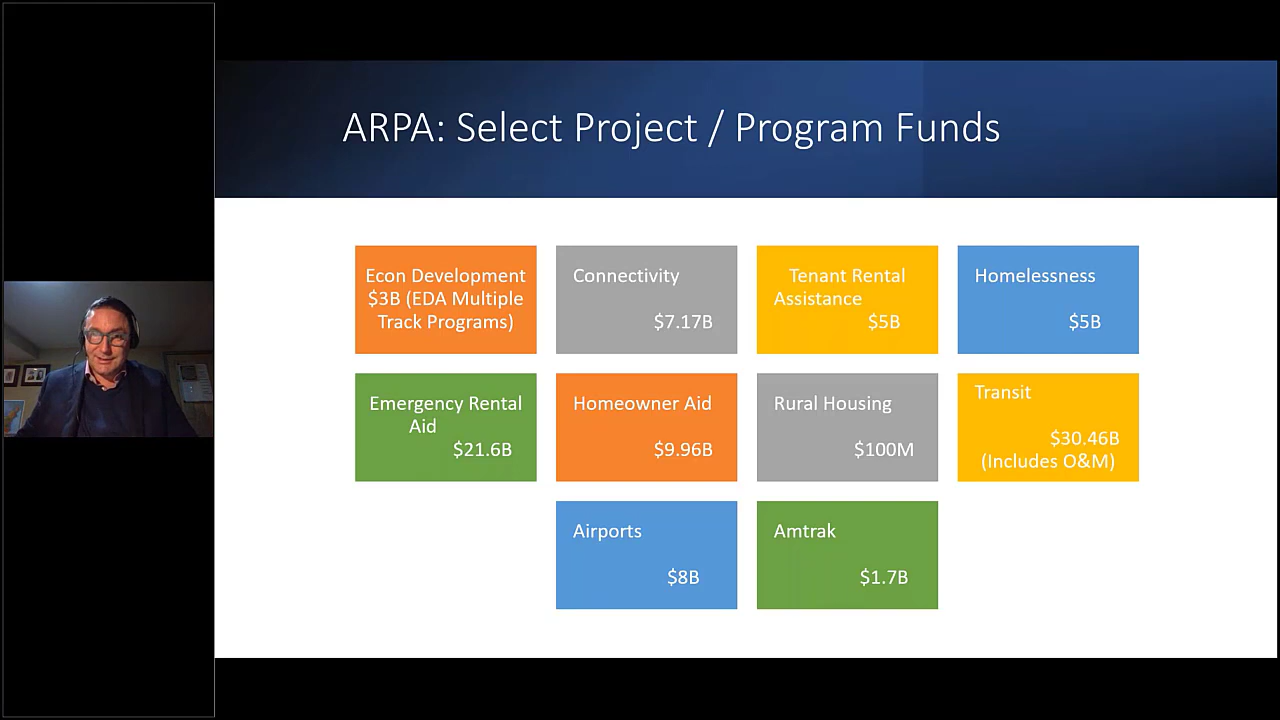 ARPA: Select Project / Program Funds
Econ Development
$3B (EDA Multiple
Track Programs)
Connectivity
$7.17B
Tenant Rental
Assistance
$5B
Homelessness
$5B
Emergency Rental
Aid
$21.6B
Homeowner Aid
$9.96B
Rural Housing
$100M
Transit
$30.46B
(Includes O&M)
Airports
$8B
Amtrak
$1.7B